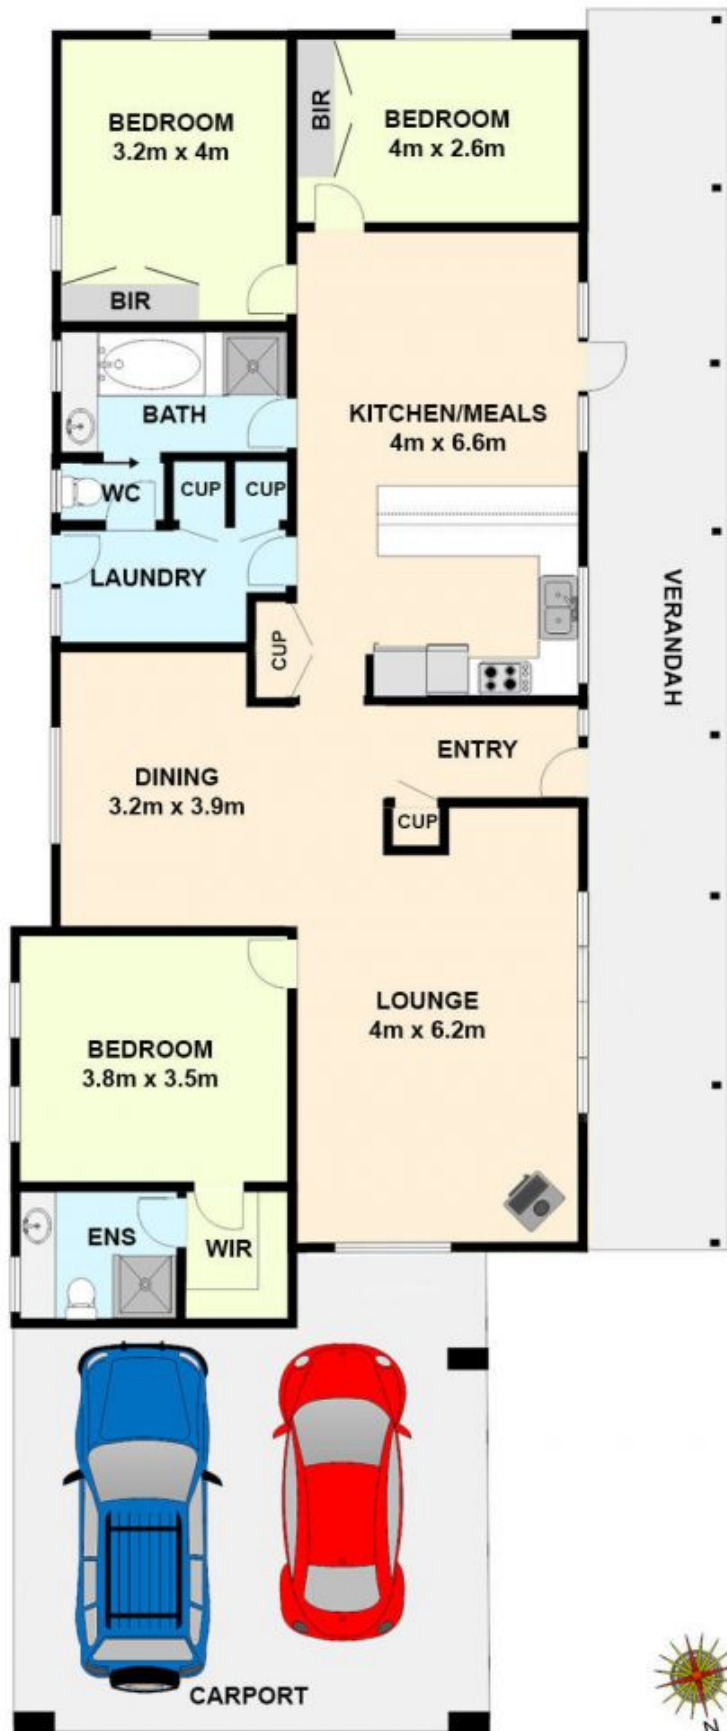 BEDROOM
3.2m x 4m
BIR
BEDROOM
4m x 2.6m
BIR
BATH
KITCHEN/MEALS
4m x 6.6m
WC
CUP
CUP
LAUNDRY
CUP
VERANDAH
DINING
3.2m x 3.9m
ENTRY
CUP
LOUNGE
4m x 6.2m
BEDROOM
3.8m x 3.5m
ENS
WIR
CARPORT
N